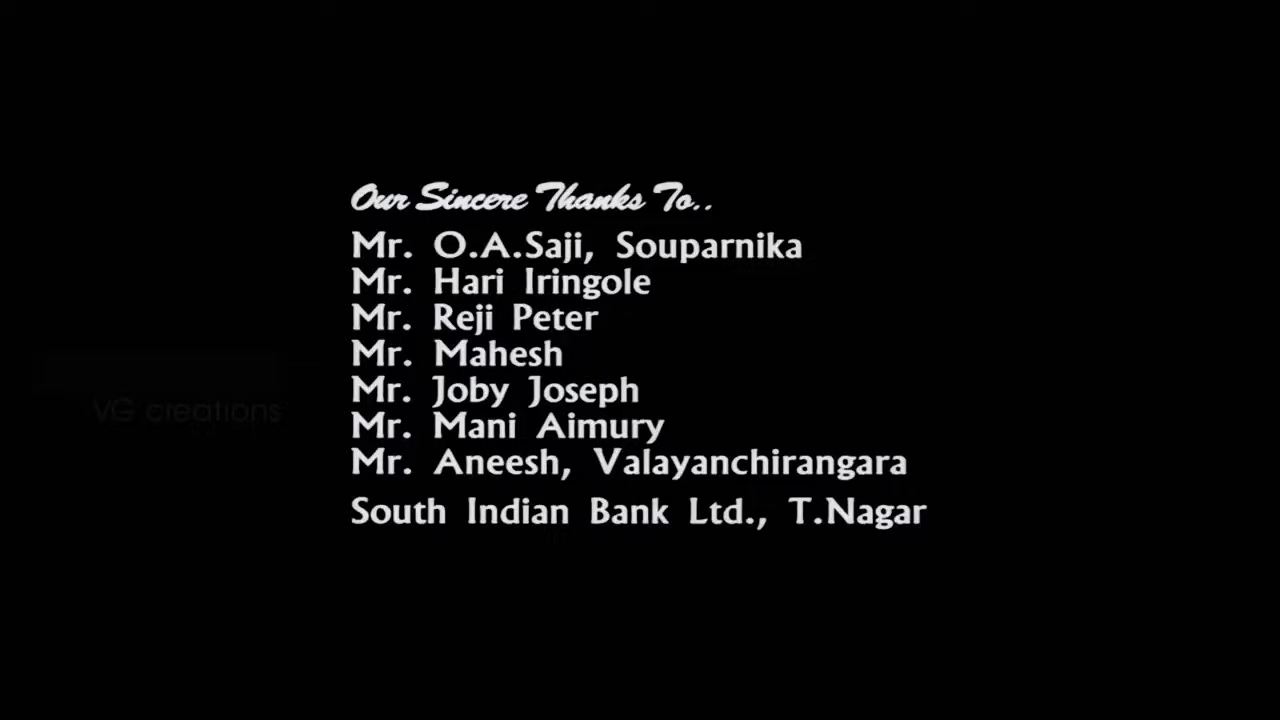 Our Sincere Thanks To..
Mr. O.A.Saji, Souparnika
Mr. Hari Iringole
Mr. Reji Peter
Mr. Mahesh
Mr. Joby Joseph
VG creations
Mr. Mani Aimury
Mr. Aneesh, Valayanchirangara
South Indian Bank Ltd., T.Nagar